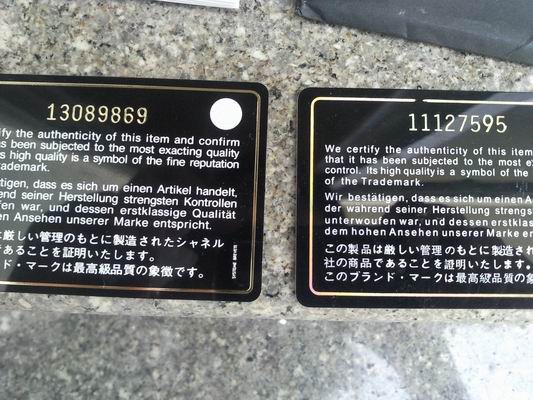 13089869
fy the authenticity of this item and confirm
as been subjected to the most exacting quality
s high quality is a symbol of the fine reputation
rademark.
tigen, dass es sich um einen Artikel handelt,
end seiner Herstellung strengsten Kontrollen
fen war, und dessen erstklassige Qualität
en Ansehen unserer Marke entspricht.
は厳しい管理のもとに製造されたシャネル
であることを証明いたします。
ンド・マークは最高級品質の象徴です。
11127595
We certify the authenticity of this item
that it has been subjected to the most ex
control. Its high quality is a symbol of the
of the Trademark.
Wir bestätigen, dass es sich um einen A
der während seiner Herstellung strengs
unterwoufen war, und dessen erstklas
dem hohen Ansehen unserer Marke en
この製品は厳しい管理のもとに製造され
社の商品であることを証明いたします。
このブランド・マークは最高級品質の象